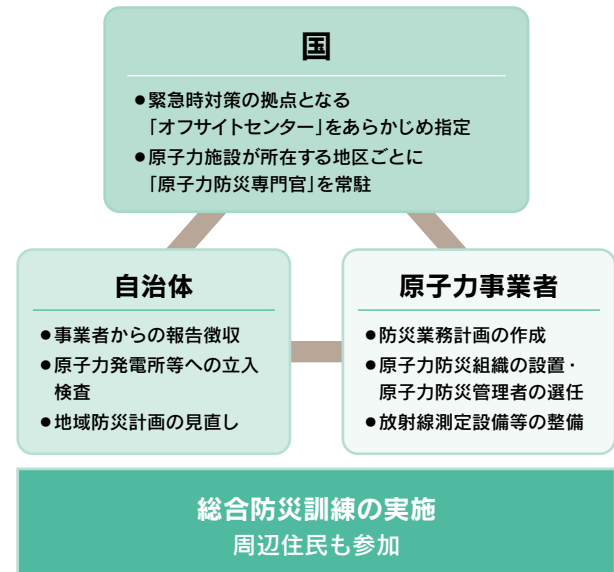 国
●緊急時対策の拠点となる
「オフサイトセンター」をあらかじめ指定
●原子力施設が所在する地区ごとに
「原子力防災専門官」を常駐
自治体
●事業者からの報告徴収
●原子力発電所等への立入
検査
●地域防災計画の見直し
原子力事業者
●防災業務計画の作成
●原子力防災組織の設置・
原子力防災管理者の選任
●放射線測定設備等の整備
総合防災訓練の実施
周辺住民も参加